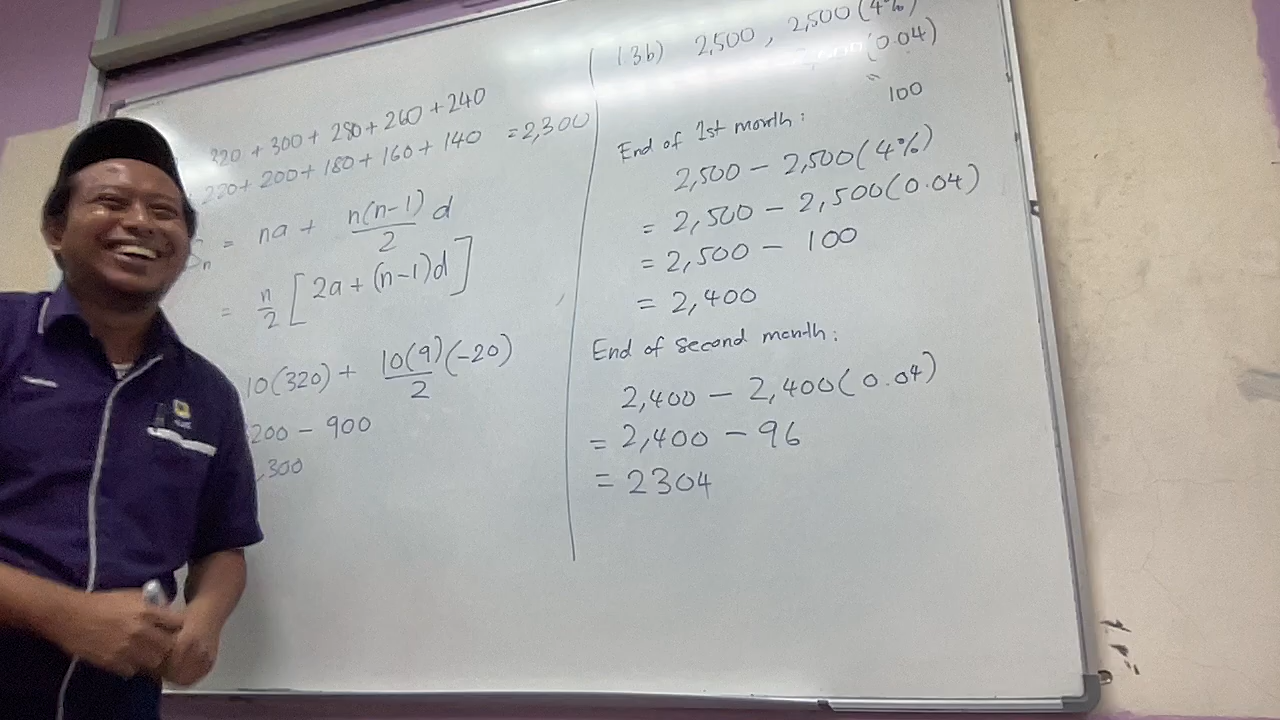 320 + 300 + 280 + 260 + 240
220 + 200 + 180 + 160 + 140 = 2,300
Sn = na + n(n-1)/2 d
= n/2 [2a + (n-1)d]
10(320) + 10(9)/2 (-20)
200 - 900
,300
(3b) 2,500 , 2,500 (4%)
(0.04)
100
End of 1st month:
2,500 - 2,500(4%)
= 2,500 - 2,500(0.04)
= 2,500 - 100
= 2,400
End of second month:
2,400 - 2,400(0.04)
= 2,400 - 96
= 2304